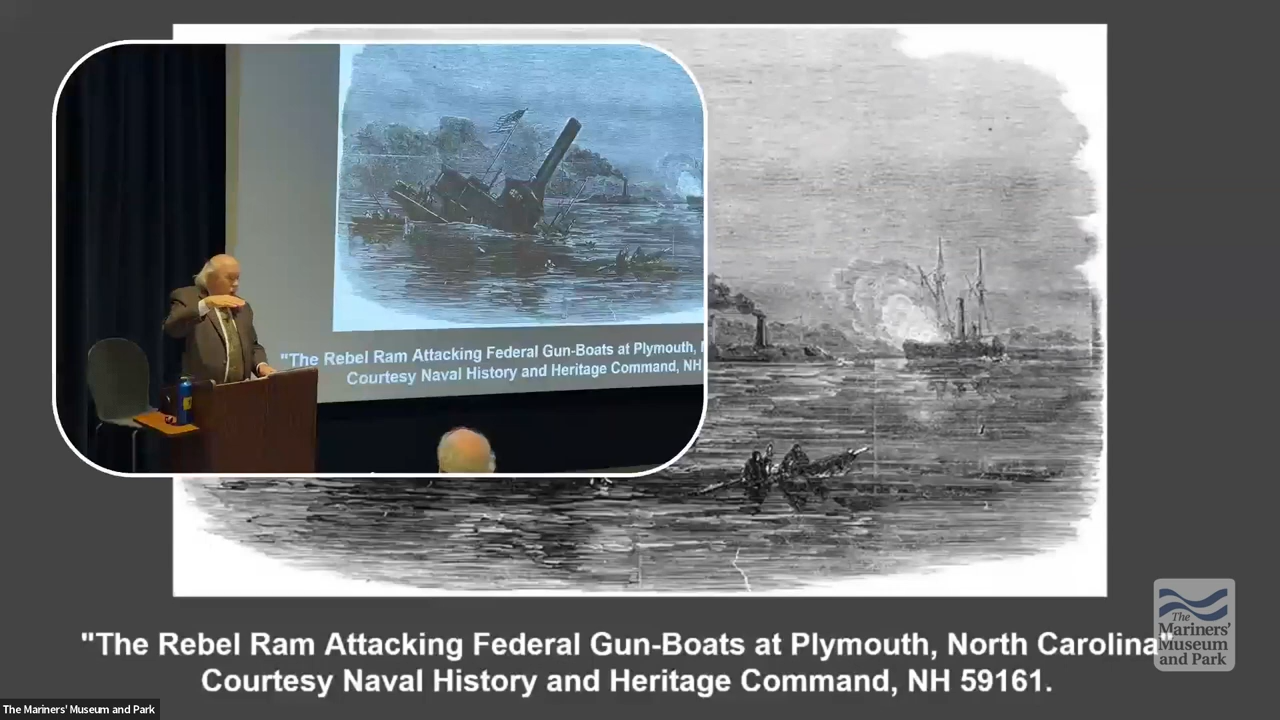 "The Rebel Ram Attacking Federal Gun-Boats at Plymouth,
Courtesy Naval History and Heritage Command, NH
"The Rebel Ram Attacking Federal Gun-Boats at Plymouth, North Carolina"
Courtesy Naval History and Heritage Command, NH 59161.
The
Mariners'
Museum
and Park
The Mariners' Museum and Park